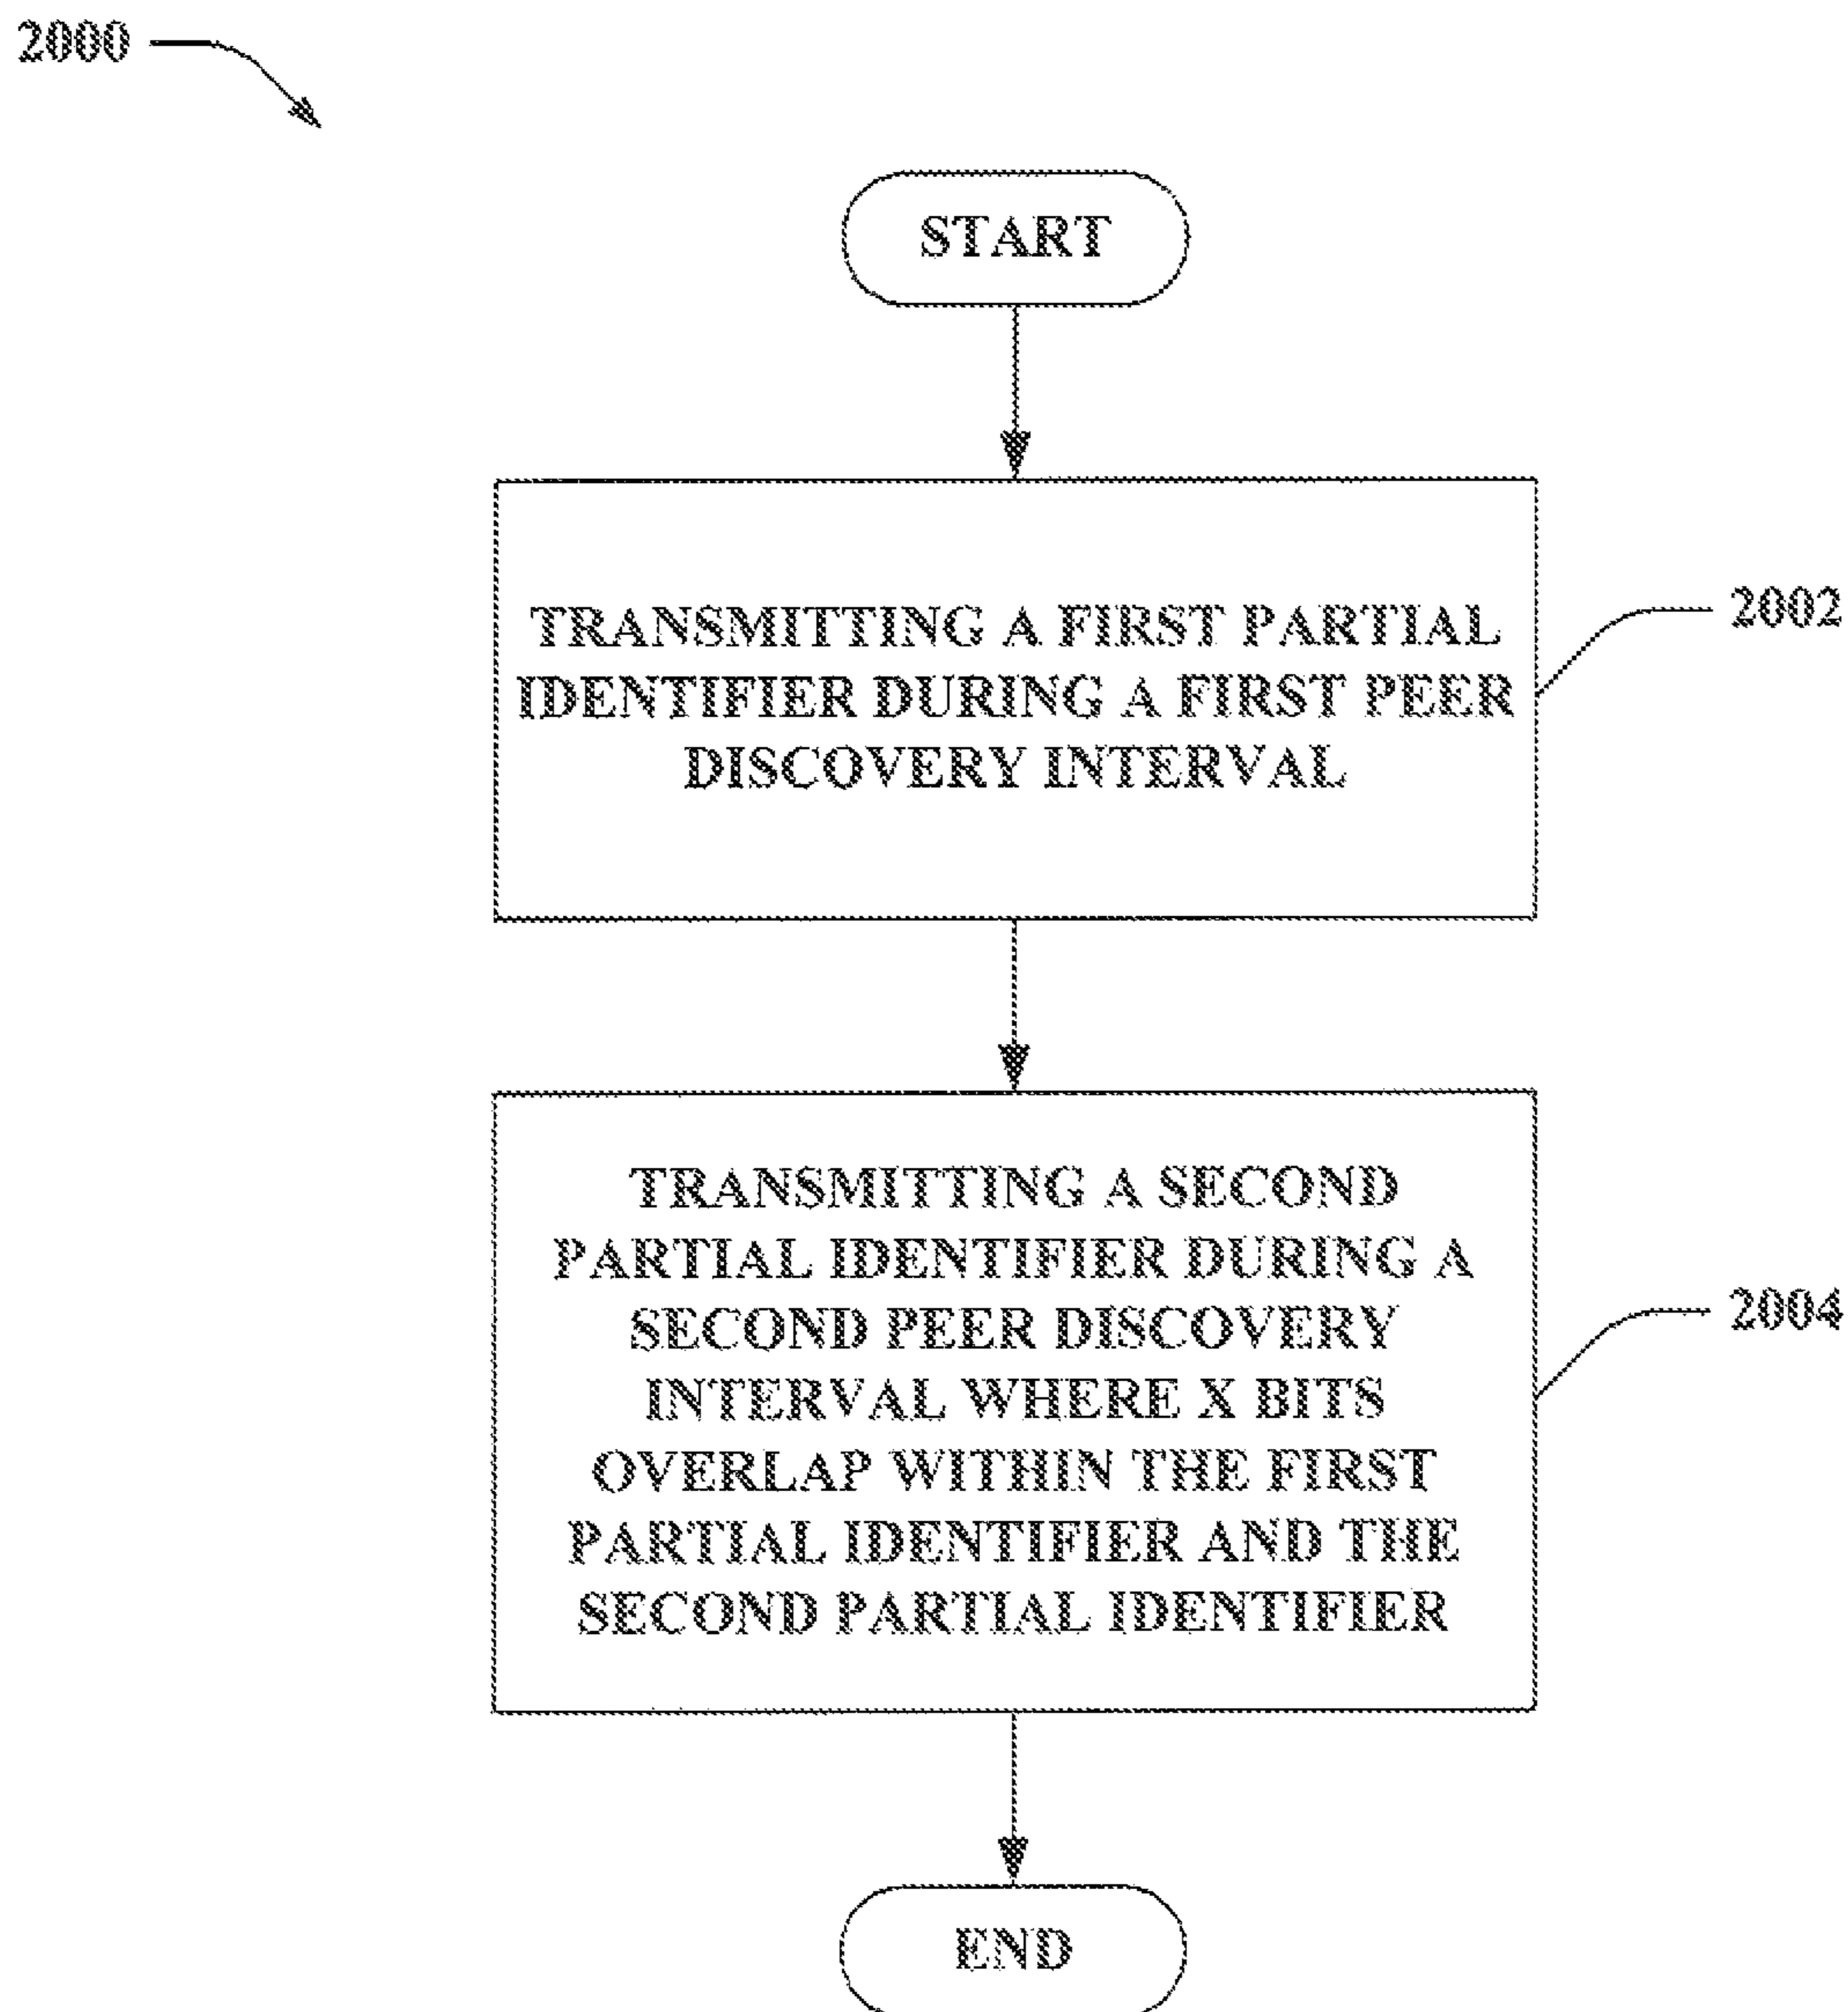 2000
START
TRANSMITTING A FIRST PARTIAL
IDENTIFIER DURING A FIRST PEER
DISCOVERY INTERVAL
2002
TRANSMITTING A SECOND
PARTIAL IDENTIFIER DURING A
SECOND PEER DISCOVERY
INTERVAL WHERE X BITS
OVERLAP WITHIN THE FIRST
PARTIAL IDENTIFIER AND THE
SECOND PARTIAL IDENTIFIER
2004
END